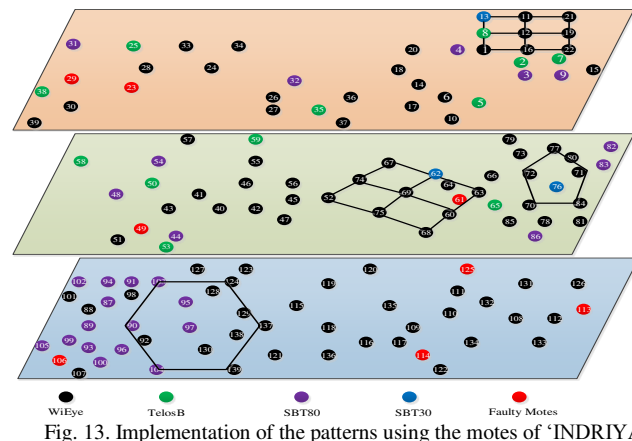 13 11 21
31 25 33 34 8 12 19
20 4 1 16 22
28 24 18 2 7 15
29 32 3 9
38 23 14
26 36 17 6 5
30 27 35
39 37 10
57 59 79 82
58 54 55 67 73 77 80 83
50 46 56 74 62 66 72 71
48 64 76
41 45 52 69 61 63 65
43 40 42 75 60 70 84
49 47 85 78 81
51 44 68 86
53
127 123 120 125
102 94 91 124 119 131 126
101 98 128 111
87 95 115 135 132 113
88 129 110
89 90 97 137 118 109 108 112
99 92 138
105 93 96 130 121 136 116 117 134 133
106 100 114
107 139 122
WiEye TelosB SBT80 SBT30 Faulty Motes
Fig. 13. Implementation of the patterns using the motes of ‘INDRIYA